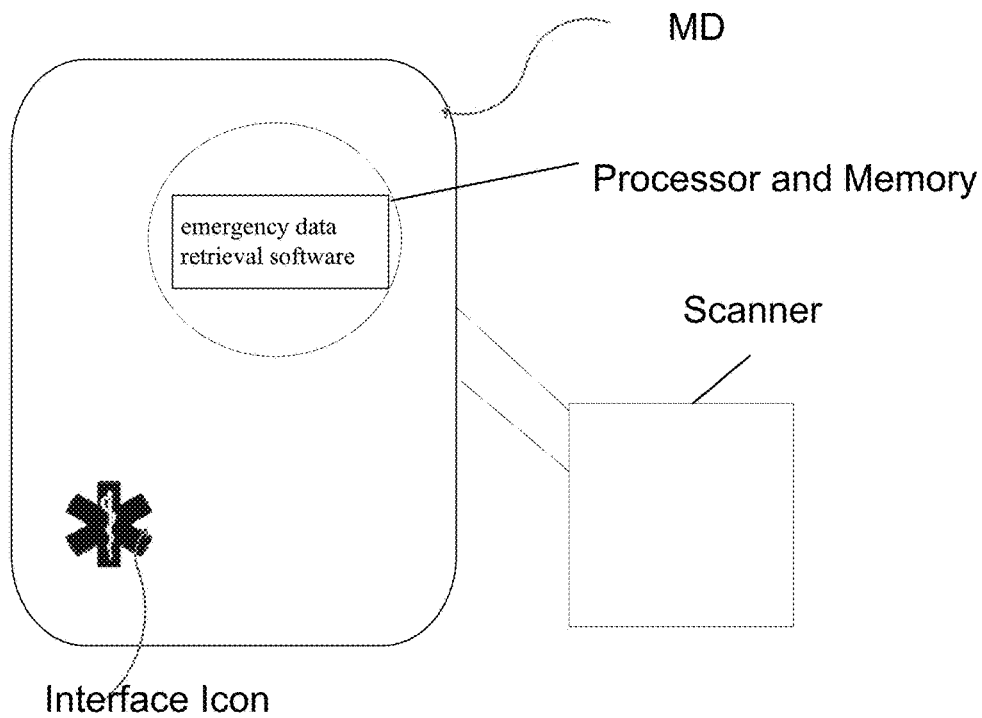 MD
Processor and Memory
emergency data
retrieval software
Scanner
Interface Icon